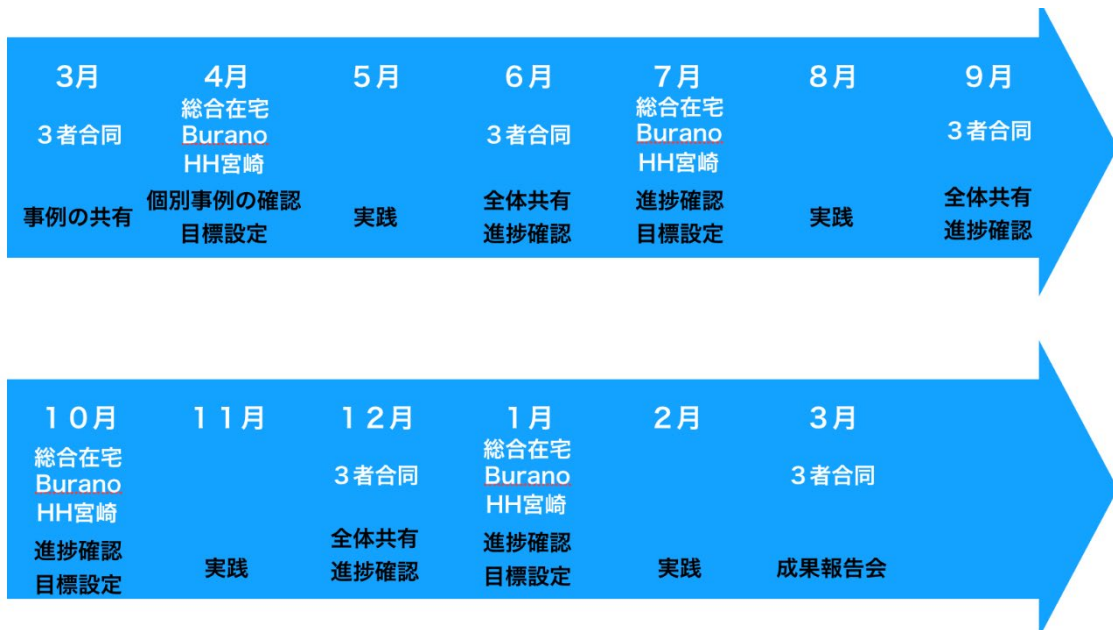 3月
4月
5月
6月
7月
8月
9月
３者合同
総合在宅
Burano
HH宮崎
３者合同
総合在宅
Burano
HH宮崎
３者合同
事例の共有
個別事例の確認
目標設定
実践
全体共有
進捗確認
進捗確認
目標設定
実践
全体共有
進捗確認
１０月
１１月
１２月
１月
２月
３月
総合在宅
Burano
HH宮崎
３者合同
総合在宅
Burano
HH宮崎
３者合同
進捗確認
目標設定
実践
全体共有
進捗確認
進捗確認
目標設定
実践
成果報告会